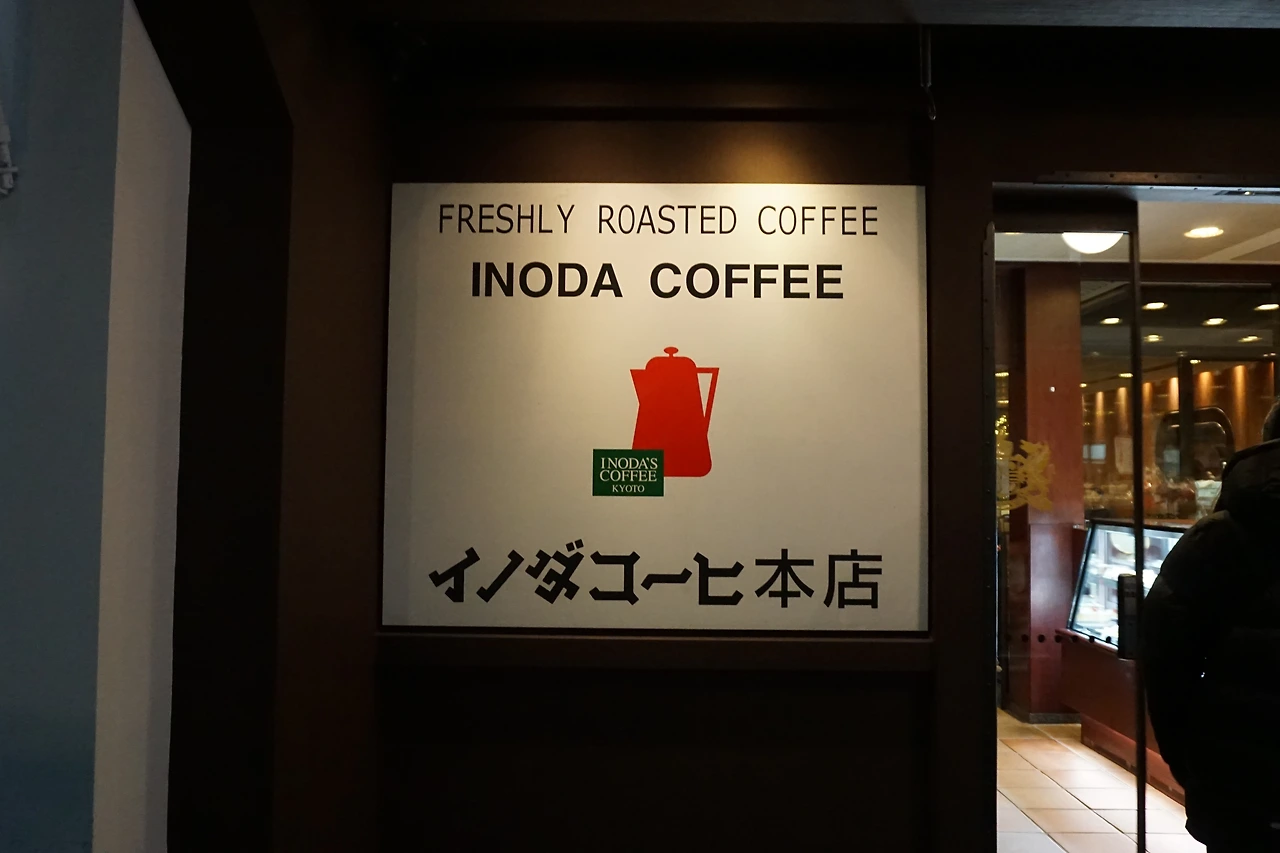 FRESHLY ROASTED COFFEE
INODA COFFEE
INODA'S
COFFEE
KYOTO
イノダコーヒ本店